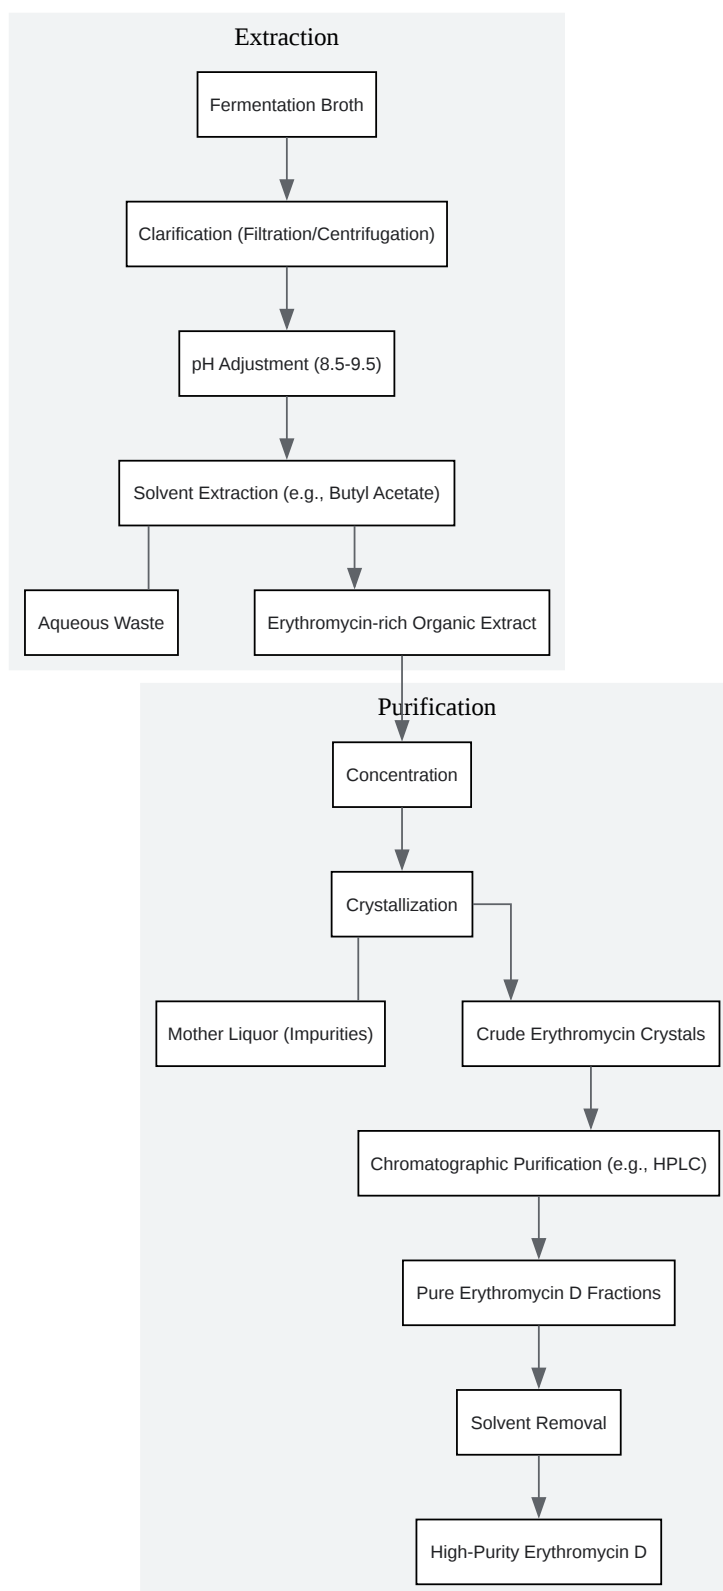 Extraction
Fermentation Broth
Clarification (Filtration/Centrifugation)
pH Adjustment (8.5-9.5)
Solvent Extraction (e.g., Butyl Acetate)
Aqueous Waste
Erythromycin-rich Organic Extract
Purification
Concentration
Crystallization
Mother Liquor (Impurities)
Crude Erythromycin Crystals
Chromatographic Purification (e.g., HPLC)
Pure Erythromycin D Fractions
Solvent Removal
High-Purity Erythromycin D